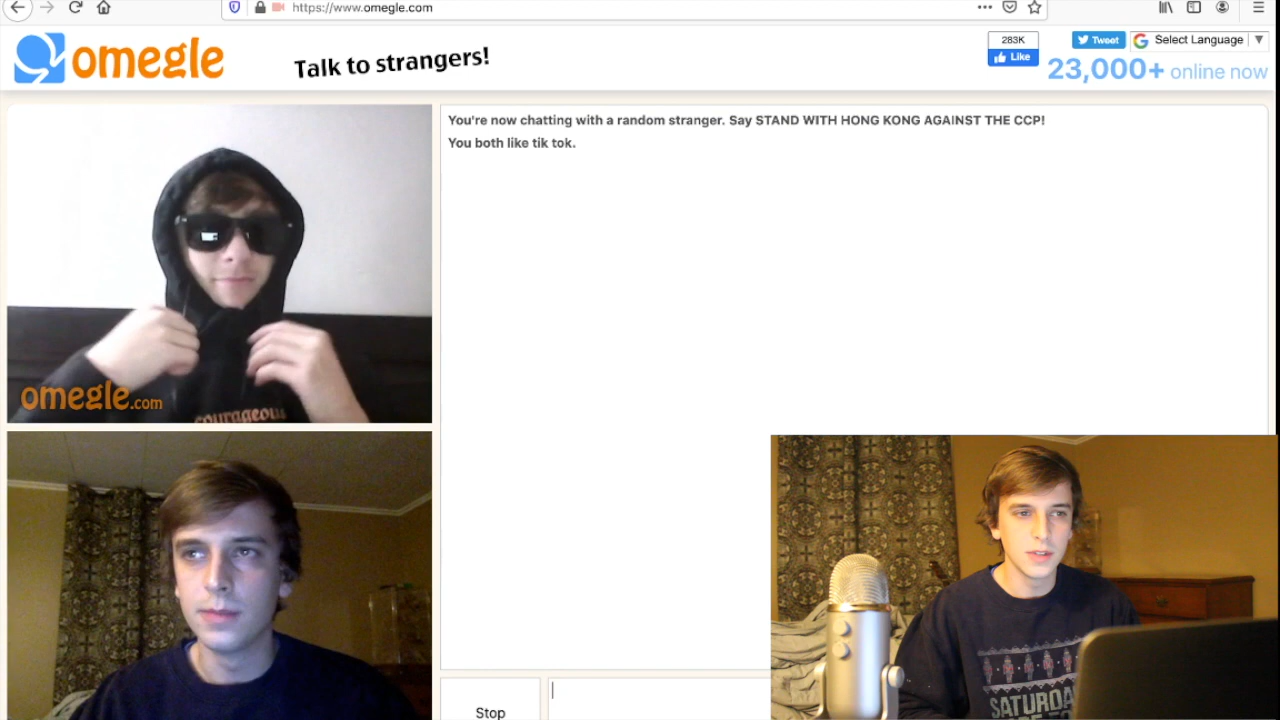 https://www.omegle.com
omegle
Talk to strangers!
283K
Like
Tweet
Select Language
23,000+ online now
You're now chatting with a random stranger. Say STAND WITH HONG KONG AGAINST THE CCP!
You both like tik tok.
courageous
omegle.com
Stop
SATURDA